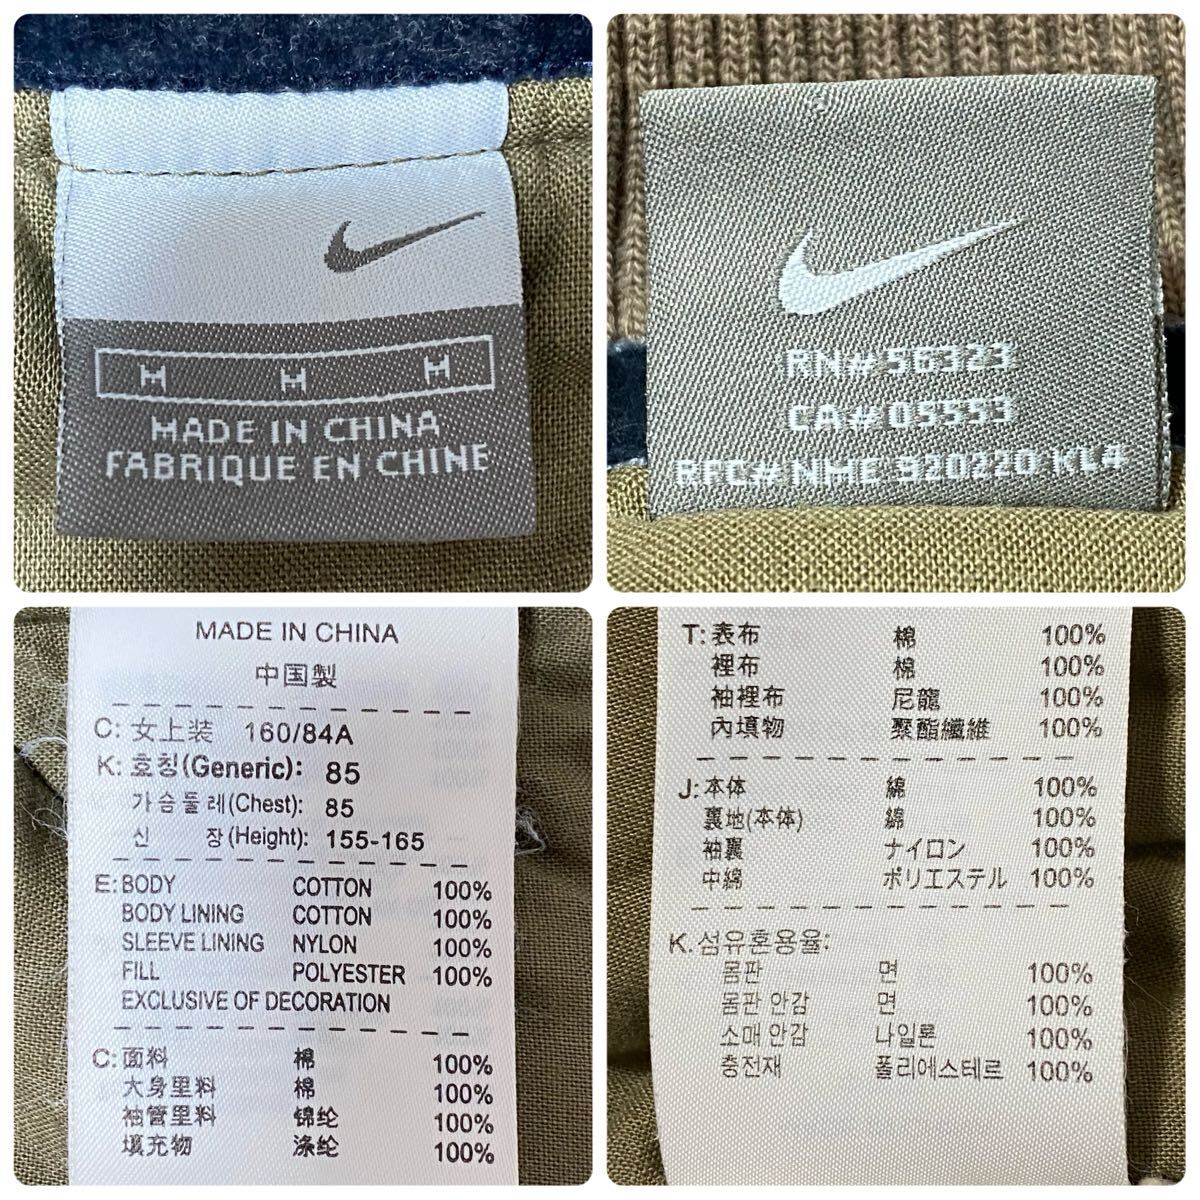 M M M
MADE IN CHINA
FABRIQUE EN CHINE
RN# 56323
CA# 05553
RFC# NME 920220 KL4
MADE IN CHINA
中国製
C: 女上装 160/84A
K: 호칭(Generic): 85
가슴둘레(Chest): 85
신 장(Height): 155-165
E: BODY COTTON 100%
BODY LINING COTTON 100%
SLEEVE LINING NYLON 100%
FILL POLYESTER 100%
EXCLUSIVE OF DECORATION
C: 面料 棉 100%
大身里料 棉 100%
袖管里料 锦纶 100%
填充物 涤纶 100%
T: 表布 棉 100%
裡布 棉 100%
袖裡布 尼龍 100%
內填物 聚酯纖維 100%
J: 本体 綿 100%
裏地(本体) 綿 100%
袖裏 ナイロン 100%
中綿 ポリエステル 100%
K. 섬유혼용율:
몸판 면 100%
몸판 안감 면 100%
소매 안감 나일론 100%
충전재 폴리에스테르 100%